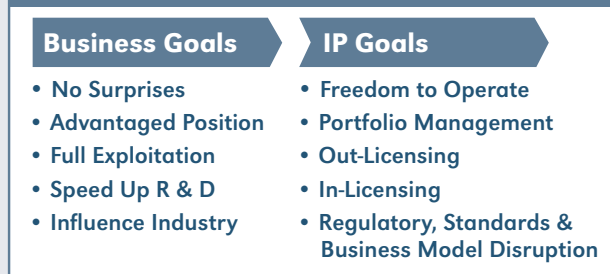 Business Goals
• No Surprises
• Advantaged Position
• Full Exploitation
• Speed Up R & D
• Influence Industry
IP Goals
• Freedom to Operate
• Portfolio Management
• Out-Licensing
• In-Licensing
• Regulatory, Standards &
Business Model Disruption